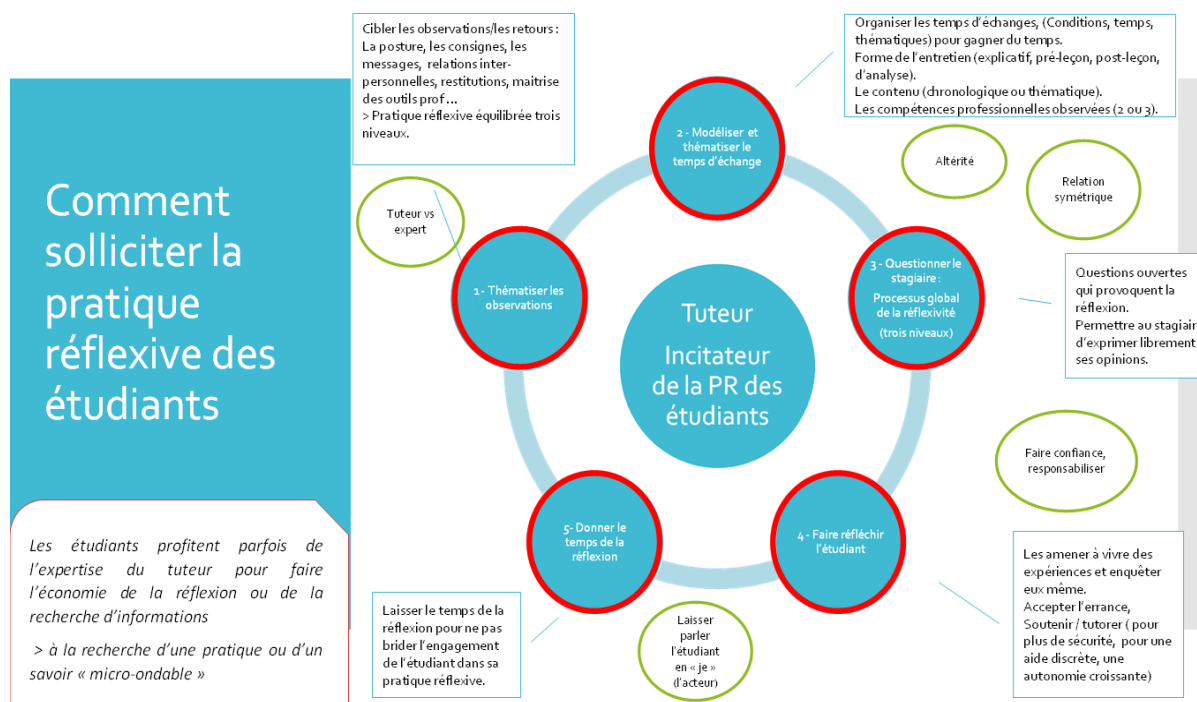 Comment
solliciter la
pratique
réflexive des
étudiants
Les étudiants profitent parfois de
l'expertise du tuteur pour faire
l'économie de la réflexion ou de la
recherche d'informations
> à la recherche d'une pratique ou d'un
savoir « micro-ondable »
Cibler les observations/les retours :
La posture, les consignes, les
messages, relations inter-
personnelles, restitutions, maitrise
des outils prof ...
> Pratique réflexive équilibrée trois
niveaux.
Tuteur vs
expert
1- Thématiser les
observations
2 - Modéliser et
thématiser le
temps d'échange
Organiser les temps d'échanges, (Conditions, temps,
thématiques) pour gagner du temps.
Forme de l'entretien (explicatif, pré-leçon, post-leçon,
d'analyse).
Le contenu (chronologique ou thématique).
Les compétences professionnelles observées (2 ou 3).
Altérité
Relation
symétrique
3 - Questionner le
stagiaire :
Processus global
de la réflexivité
(trois niveaux)
Questions ouvertes
qui provoquent la
réflexion.
Permettre au stagiair
d'exprimer librement
ses opinions.
Tuteur
Incitateur
de la PR des
étudiants
Faire confiance,
responsabiliser
4 - Faire réfléchir
l'étudiant
Les amener à vivre des
expériences et enquêter
eux même.
Accepter l'errance,
Soutenir / tutorer ( pour
plus de sécurité, pour une
aide discrète, une
autonomie croissante)
5- Donner le
temps de la
réflexion
Laisser le temps de la
réflexion pour ne pas
brider l'engagement
de l'étudiant dans sa
pratique réflexive.
Laisser
parler
l'étudiant
en « je »
(l'acteur)